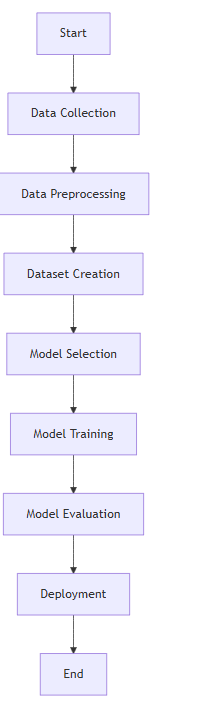 Start
Data Collection
Data Preprocessing
Dataset Creation
Model Selection
Model Training
Model Evaluation
Deployment
End